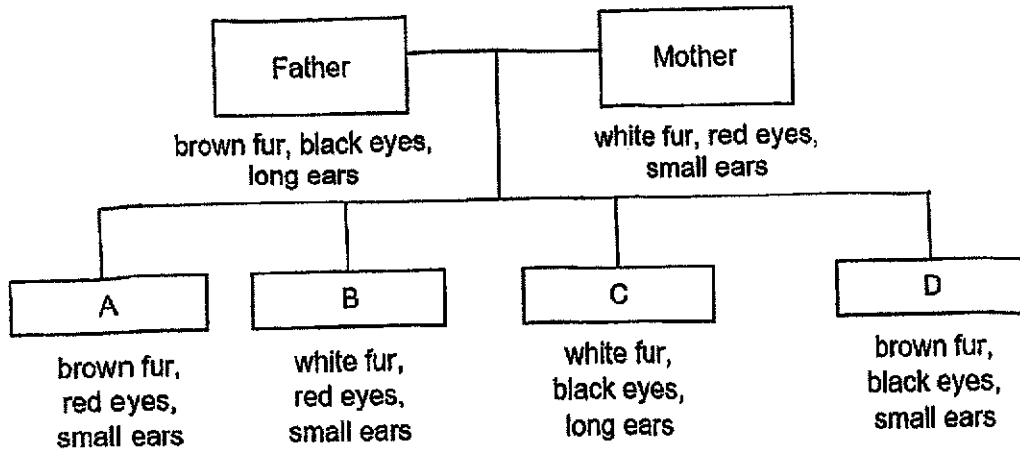 Father
Mother
brown fur, black eyes,
long ears
white fur, red eyes,
small ears
A
B
C
D
brown fur,
red eyes,
small ears
white fur,
red eyes,
small ears
white fur,
black eyes,
long ears
brown fur,
black eyes,
small ears